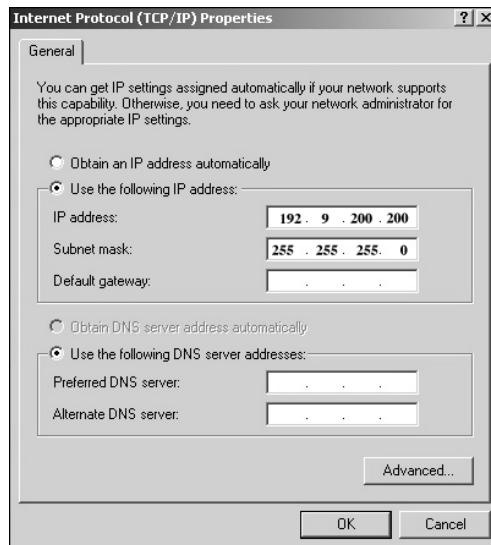 Internet Protocol (TCP/IP) Properties ? X
General
You can get IP settings assigned automatically if your network supports
this capability. Otherwise, you need to ask your network administrator for
the appropriate IP settings.
Obtain an IP address automatically
Use the following IP address:
IP address: 192 . 9 . 200 . 200
Subnet mask: 255 . 255 . 255. 0
Default gateway: . . .
Obtain DNS server address automatically
Use the following DNS server addresses:
Preferred DNS server: . . .
Alternate DNS server: . . .
Advanced...
OK Cancel